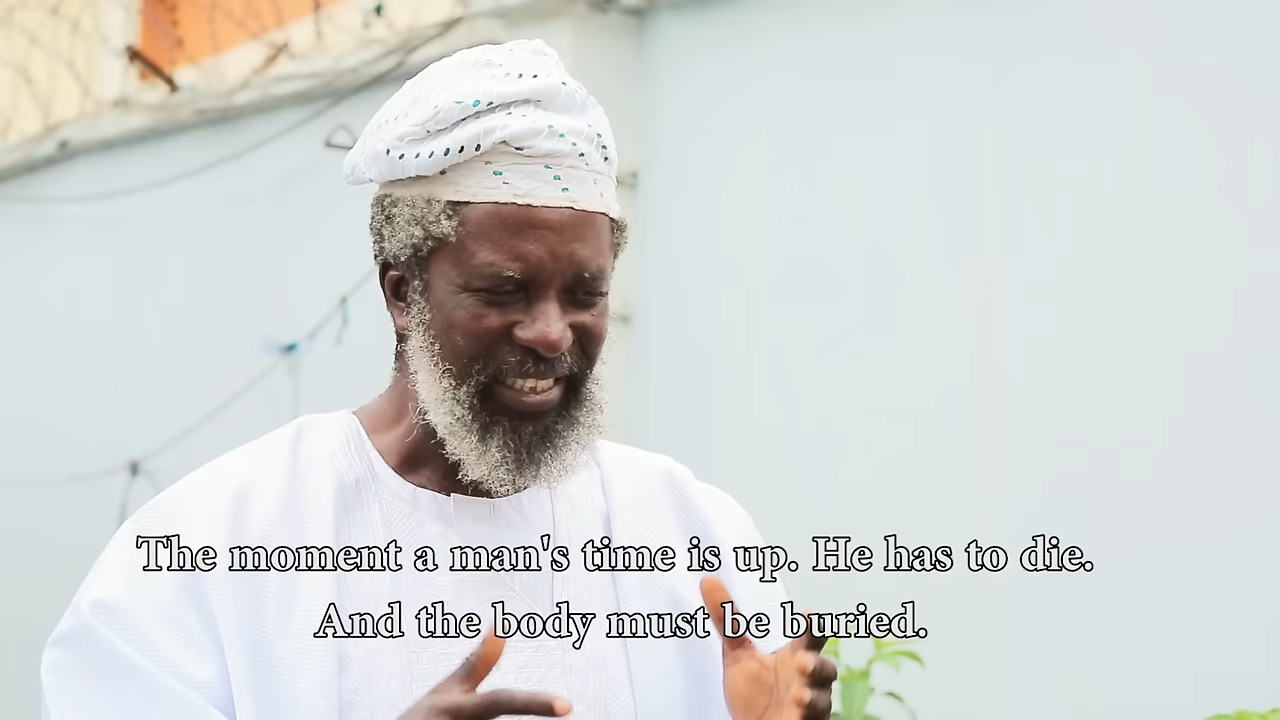 The moment a man's time is up. He has to die.
And the body must be buried.